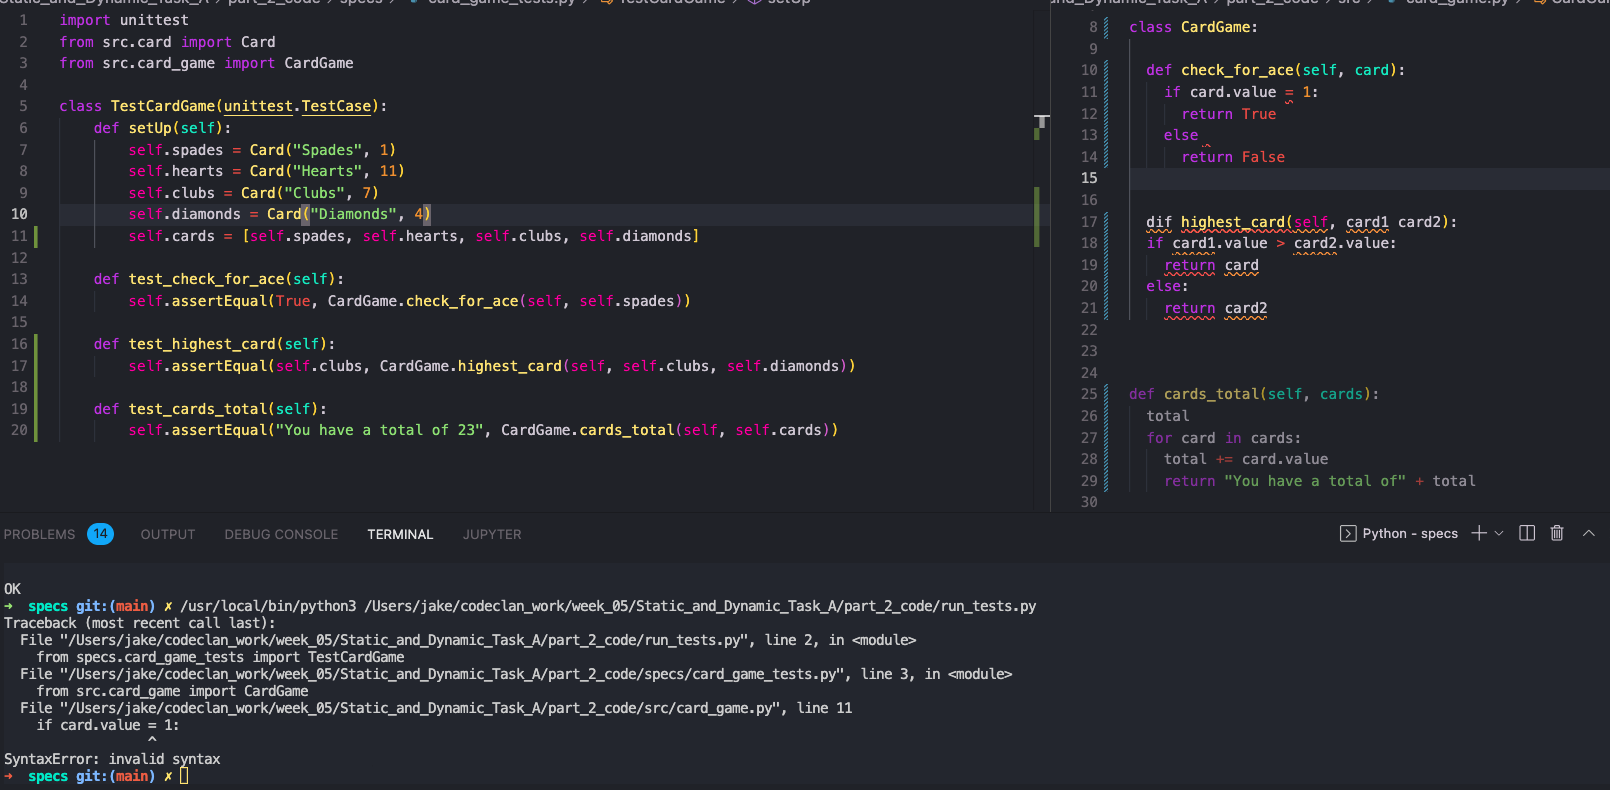 Static_and_Dynamic_Task_A > part_2_code > specs > card_game_tests.py > TestCardGame > setUp
1 import unittest
2 from src.card import Card
3 from src.card_game import CardGame
4
5 class TestCardGame(unittest.TestCase):
6 def setUp(self):
7 self.spades = Card("Spades", 1)
8 self.hearts = Card("Hearts", 11)
9 self.clubs = Card("Clubs", 7)
10 self.diamonds = Card("Diamonds", 4)
11 self.cards = [self.spades, self.hearts, self.clubs, self.diamonds]
12
13 def test_check_for_ace(self):
14 self.assertEqual(True, CardGame.check_for_ace(self, self.spades))
15
16 def test_highest_card(self):
17 self.assertEqual(self.clubs, CardGame.highest_card(self, self.clubs, self.diamonds))
18
19 def test_cards_total(self):
20 self.assertEqual("You have a total of 23", CardGame.cards_total(self, self.cards))
and_Dynamic_Task_A > part_2_code > src > card_game.py >
8 class CardGame:
9
10 def check_for_ace(self, card):
11 if card.value = 1:
12 return True
13 else
14 return False
15
16
17 dif highest_card(self, card1 card2):
18 if card1.value > card2.value:
19 return card
20 else:
21 return card2
22
23
24
25 def cards_total(self, cards):
26 total
27 for card in cards:
28 total += card.value
29 return "You have a total of" + total
30
PROBLEMS 14 OUTPUT DEBUG CONSOLE TERMINAL JUPYTER Python - specs
OK
→ specs git:(main) ✗ /usr/local/bin/python3 /Users/jake/codeclan_work/week_05/Static_and_Dynamic_Task_A/part_2_code/run_tests.py
Traceback (most recent call last):
File "/Users/jake/codeclan_work/week_05/Static_and_Dynamic_Task_A/part_2_code/run_tests.py", line 2, in <module>
from specs.card_game_tests import TestCardGame
File "/Users/jake/codeclan_work/week_05/Static_and_Dynamic_Task_A/part_2_code/specs/card_game_tests.py", line 3, in <module>
from src.card_game import CardGame
File "/Users/jake/codeclan_work/week_05/Static_and_Dynamic_Task_A/part_2_code/src/card_game.py", line 11
if card.value = 1:
^
SyntaxError: invalid syntax
→ specs git:(main) ✗